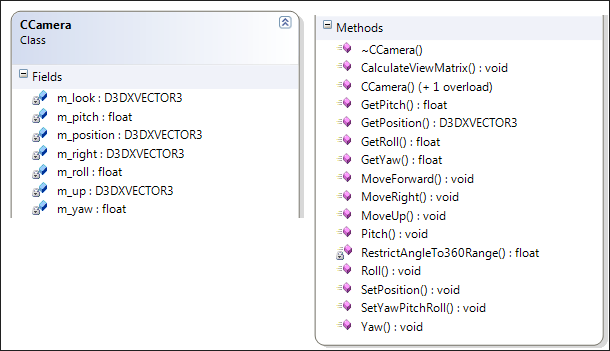 CCamera
Class
Fields
m_look : D3DXVECTOR3
m_pitch : float
m_position : D3DXVECTOR3
m_right : D3DXVECTOR3
m_roll : float
m_up : D3DXVECTOR3
m_yaw : float
Methods
~CCamera()
CalculateViewMatrix() : void
CCamera() (+ 1 overload)
GetPitch() : float
GetPosition() : D3DXVECTOR3
GetRoll() : float
GetYaw() : float
MoveForward() : void
MoveRight() : void
MoveUp() : void
Pitch() : void
RestrictAngleTo360Range() : float
Roll() : void
SetPosition() : void
SetYawPitchRoll() : void
Yaw() : void